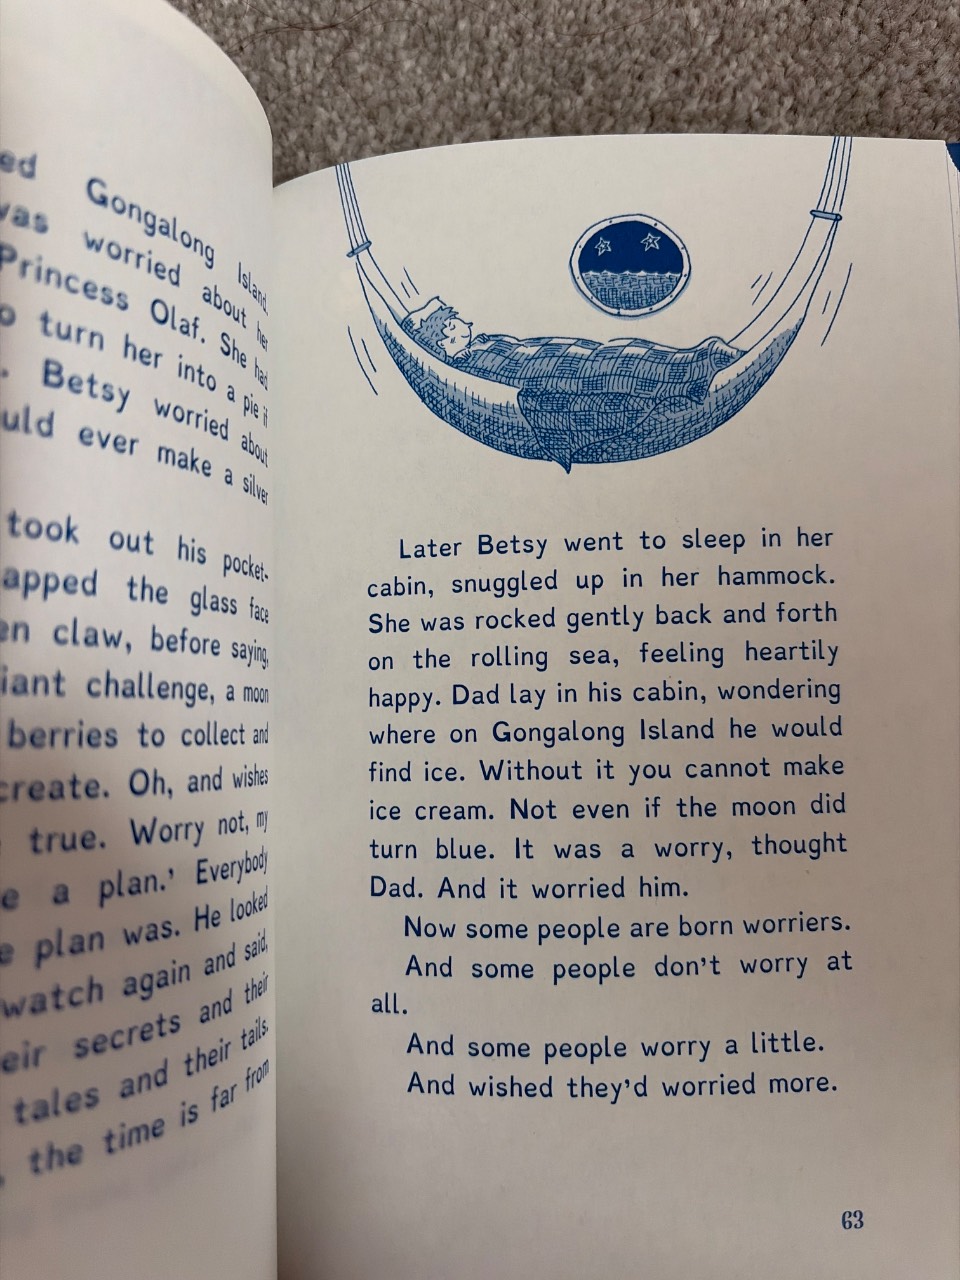 ed Gongalong Island,
was worried about her
Princess Olaf. She had
to turn her into a pie if
Betsy worried about
uld ever make a silver
took out his pocket-
apped the glass face
en claw, before saying,
iant challenge, a moon
berries to collect and
create. Oh, and wishes
true. Worry not, my
e a plan.' Everybody
e plan was. He looked
watch again and said,
eir secrets and their
tales and their tails.
the time is far from
Later Betsy went to sleep in her
cabin, snuggled up in her hammock.
She was rocked gently back and forth
on the rolling sea, feeling heartily
happy. Dad lay in his cabin, wondering
where on Gongalong Island he would
find ice. Without it you cannot make
ice cream. Not even if the moon did
turn blue. It was a worry, thought
Dad. And it worried him.
Now some people are born worriers.
And some people don't worry at
all.
And some people worry a little.
And wished they'd worried more.
63